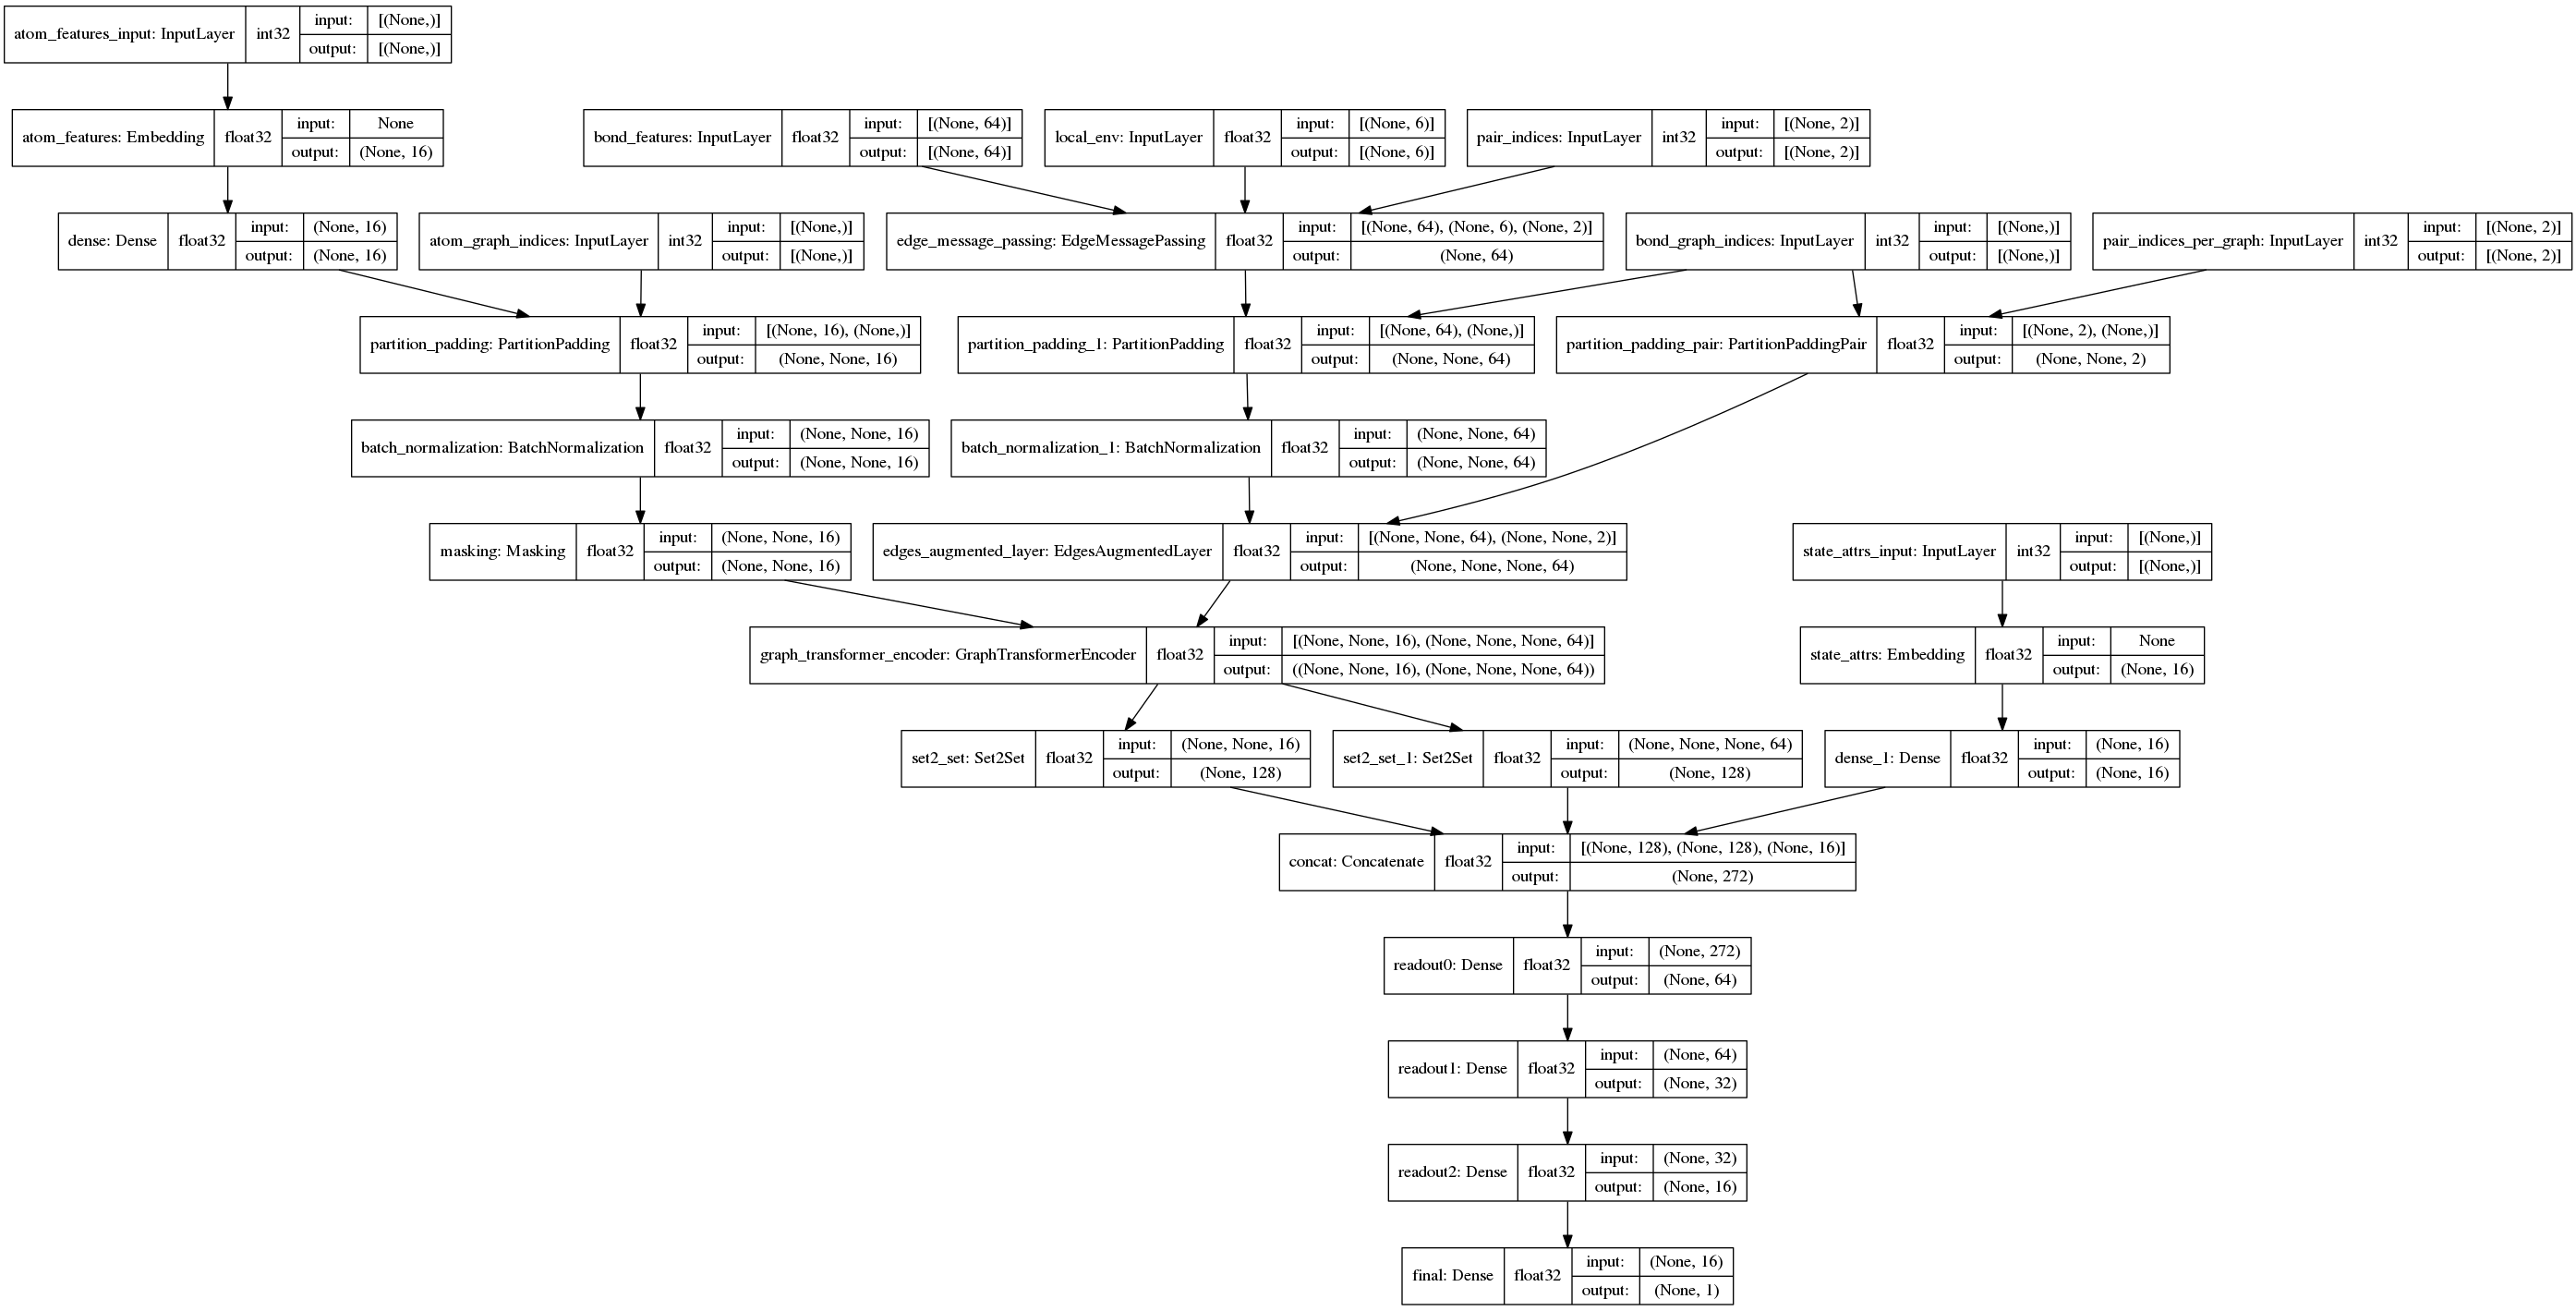 atom_features_input: InputLayer int32 input: [(None,)]
output: [(None,)]
atom_features: Embedding float32 input: None
output: (None, 16)
bond_features: InputLayer float32 input: [(None, 64)]
output: [(None, 64)]
local_env: InputLayer float32 input: [(None, 6)]
output: [(None, 6)]
pair_indices: InputLayer int32 input: [(None, 2)]
output: [(None, 2)]
dense: Dense float32 input: (None, 16)
output: (None, 16)
atom_graph_indices: InputLayer int32 input: [(None,)]
output: [(None,)]
edge_message_passing: EdgeMessagePassing float32 input: [(None, 64), (None, 6), (None, 2)]
output: (None, 64)
bond_graph_indices: InputLayer int32 input: [(None,)]
output: [(None,)]
pair_indices_per_graph: InputLayer int32 input: [(None, 2)]
output: [(None, 2)]
partition_padding: PartitionPadding float32 input: [(None, 16), (None,)]
output: (None, None, 16)
partition_padding_1: PartitionPadding float32 input: [(None, 64), (None,)]
output: (None, None, 64)
partition_padding_pair: PartitionPaddingPair float32 input: [(None, 2), (None,)]
output: (None, None, 2)
batch_normalization: BatchNormalization float32 input: (None, None, 16)
output: (None, None, 16)
batch_normalization_1: BatchNormalization float32 input: (None, None, 64)
output: (None, None, 64)
masking: Masking float32 input: (None, None, 16)
output: (None, None, 16)
edges_augmented_layer: EdgesAugmentedLayer float32 input: [(None, None, 64), (None, None, 2)]
output: (None, None, None, 64)
state_attrs_input: InputLayer int32 input: [(None,)]
output: [(None,)]
graph_transformer_encoder: GraphTransformerEncoder float32 input: [(None, None, 16), (None, None, None, 64)]
output: ((None, None, 16), (None, None, None, 64))
state_attrs: Embedding float32 input: None
output: (None, 16)
set2_set: Set2Set float32 input: (None, None, 16)
output: (None, 128)
set2_set_1: Set2Set float32 input: (None, None, None, 64)
output: (None, 128)
dense_1: Dense float32 input: (None, 16)
output: (None, 16)
concat: Concatenate float32 input: [(None, 128), (None, 128), (None, 16)]
output: (None, 272)
readout0: Dense float32 input: (None, 272)
output: (None, 64)
readout1: Dense float32 input: (None, 64)
output: (None, 32)
readout2: Dense float32 input: (None, 32)
output: (None, 16)
final: Dense float32 input: (None, 16)
output: (None, 1)